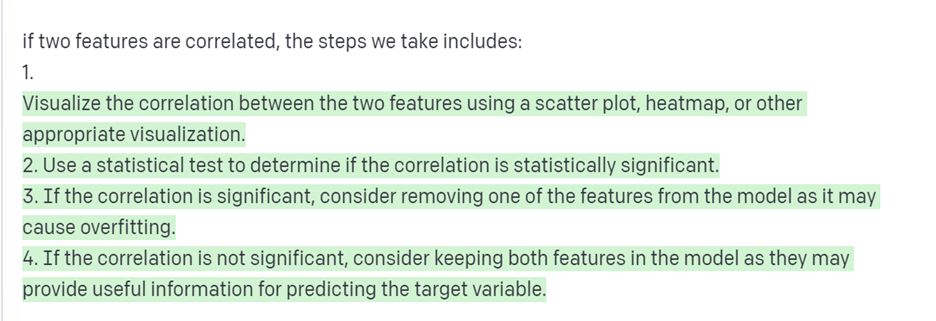 if two features are correlated, the steps we take includes:
1.
Visualize the correlation between the two features using a scatter plot, heatmap, or other
appropriate visualization.
2. Use a statistical test to determine if the correlation is statistically significant.
3. If the correlation is significant, consider removing one of the features from the model as it may
cause overfitting.
4. If the correlation is not significant, consider keeping both features in the model as they may
provide useful information for predicting the target variable.